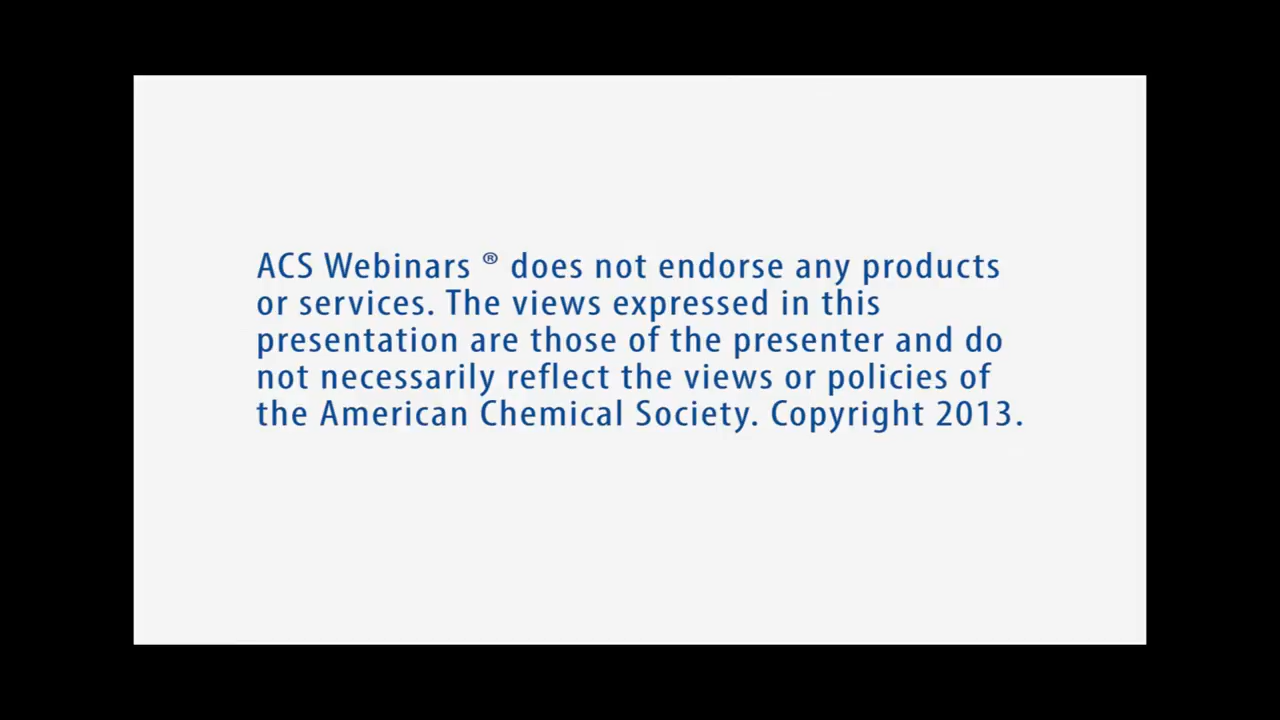 ACS Webinars ® does not endorse any products
or services. The views expressed in this
presentation are those of the presenter and do
not necessarily reflect the views or policies of
the American Chemical Society. Copyright 2013.